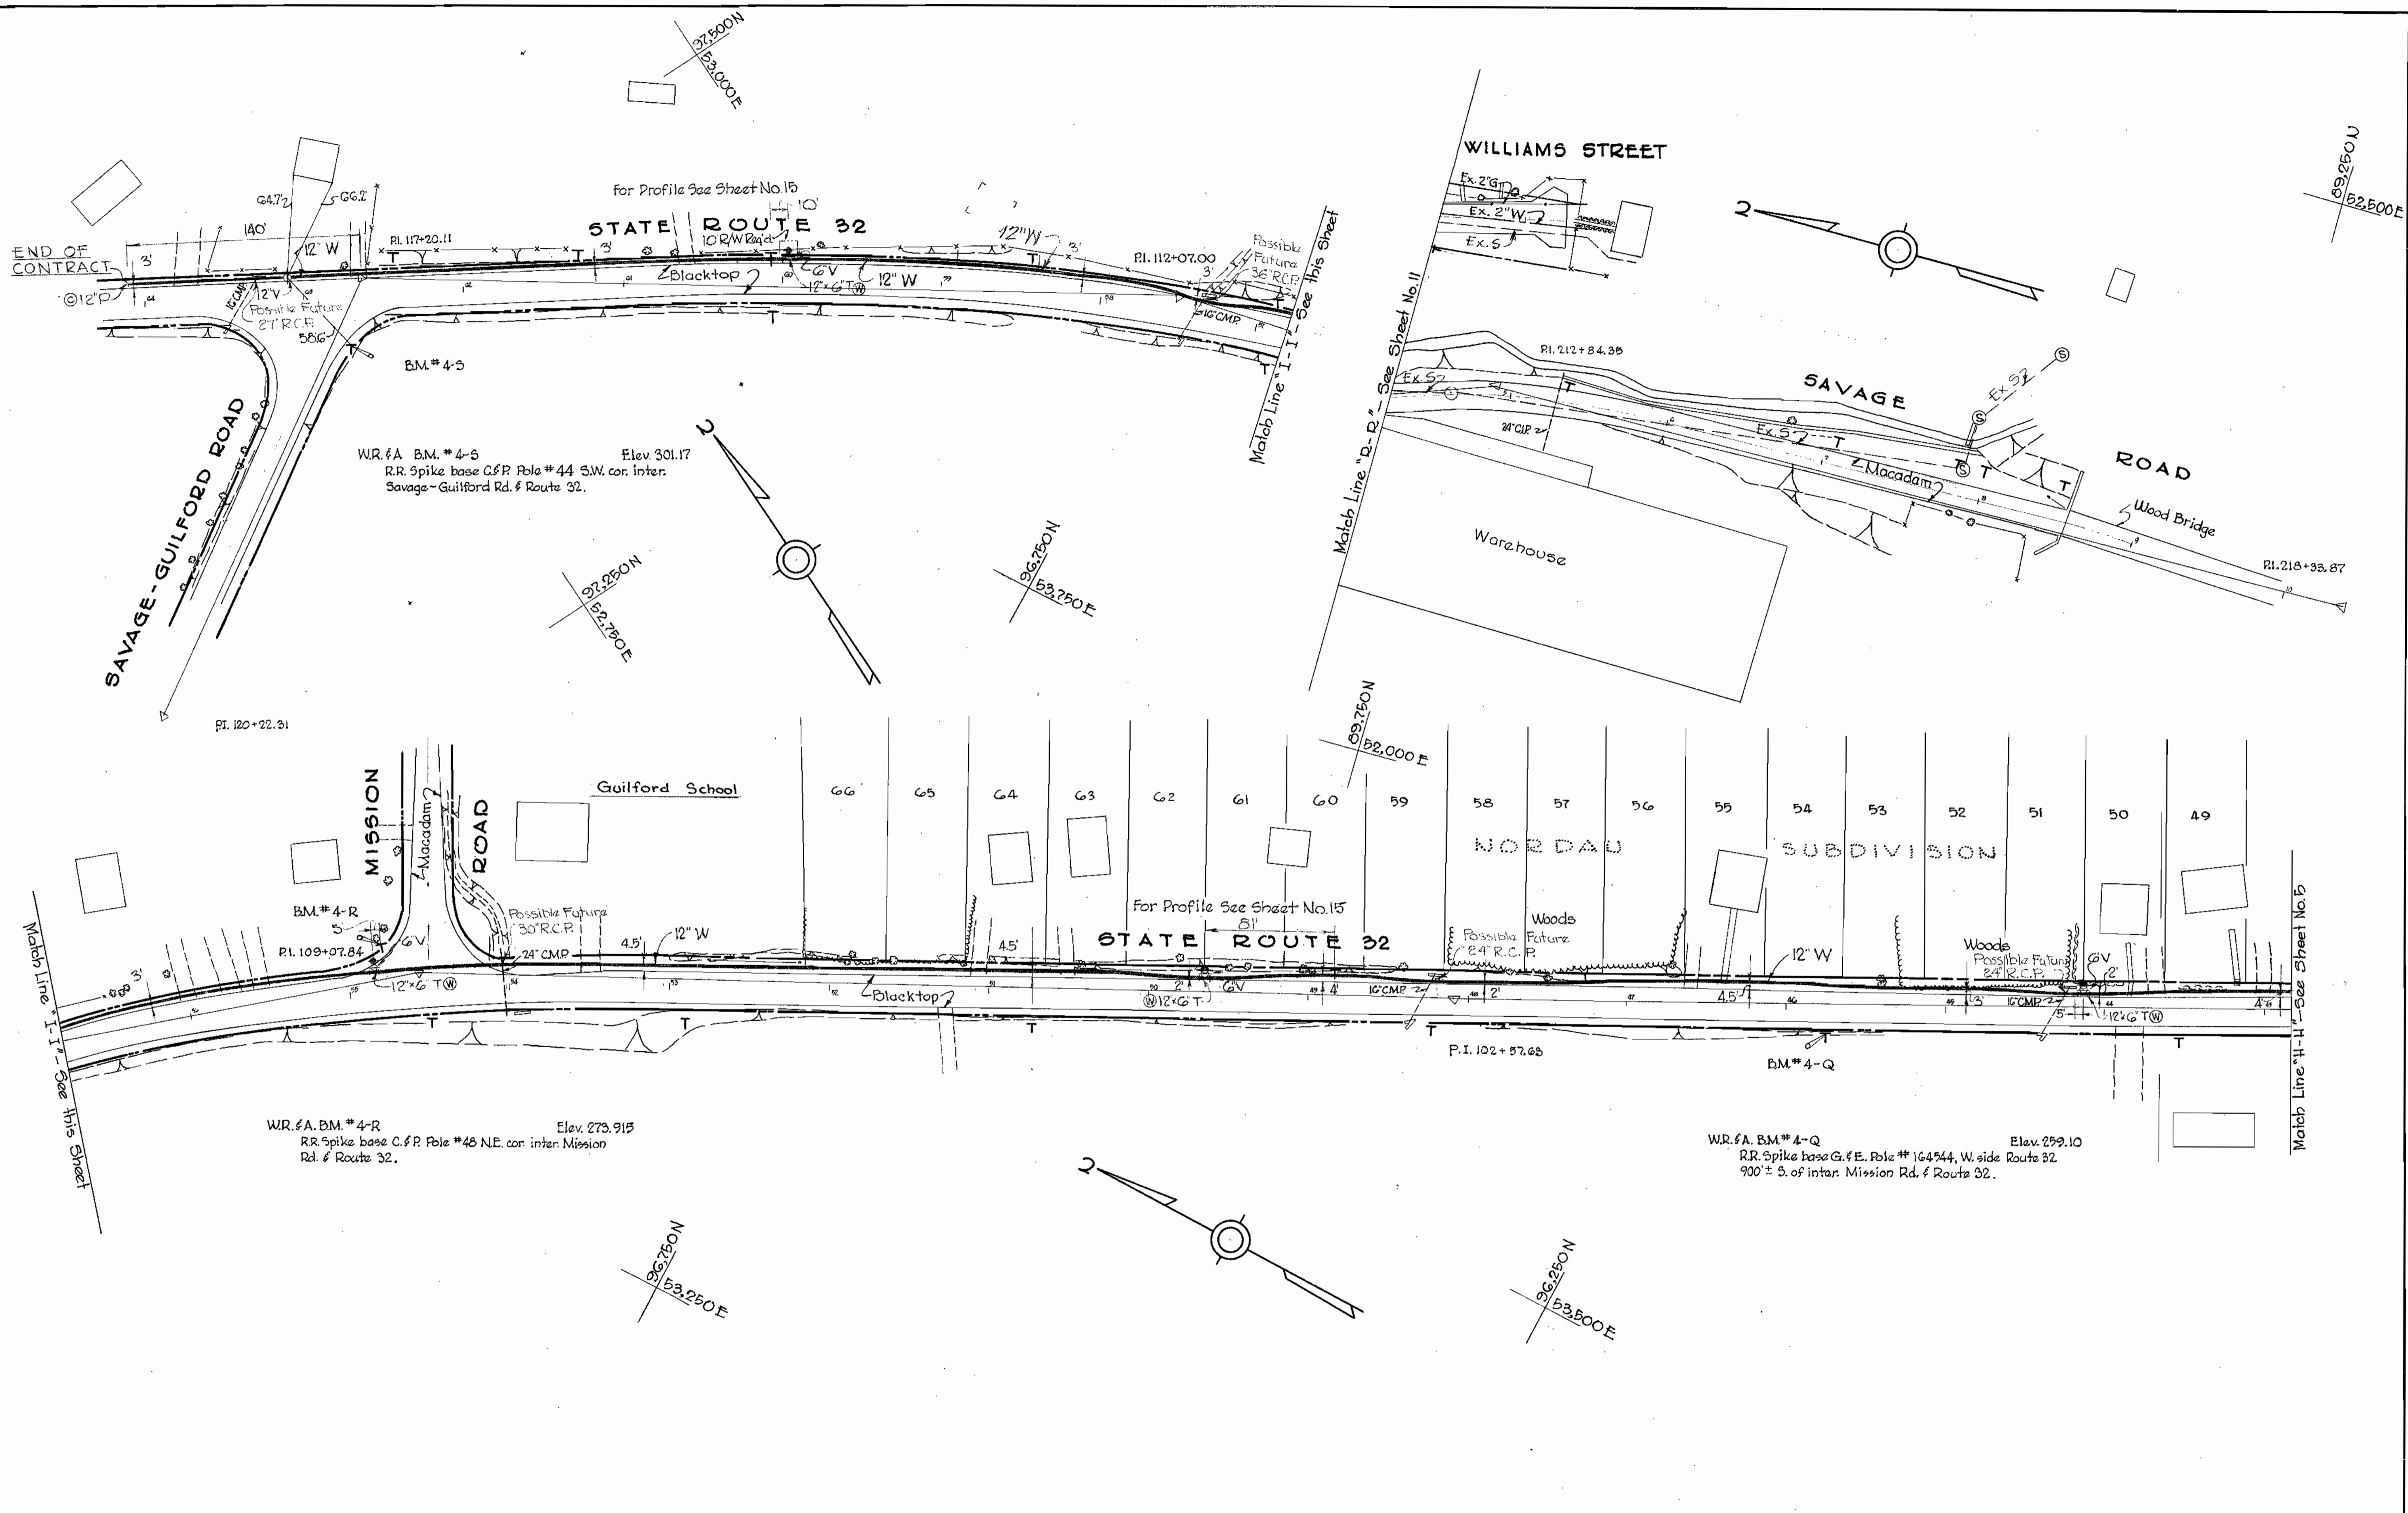 97,500N
53,000E
WILLIAMS STREET
Ex. 2"G
Ex. 2"W
Ex. S
89,250N
52,500E
64.7'
66.2'
140'
12" W
P.I. 117+20.11
For Profile See Sheet No.15
10'
STATE ROUTE 32
10 R/W Req'd
12" W
3'
END OF
CONTRACT
3'
3'
Blacktop
6"V
12"x6"T Ⓦ
12" W
P.I. 112+07.00
Possible
Future
36" R.C.P.
3'
16" CMP.
© 12"P
16" CMP.
12"V
Possible Future
27" R.C.P.
58.6'
B.M.# 4-S
Match Line "I-I"-See this Sheet
Match Line "R-R"-See Sheet No.11
P.I. 212+84.35
SAVAGE
Ex. S
Ex. S
Ex. S
24" C.I.P.
Macadam
ROAD
Wood Bridge
P.I. 218+33.87
Warehouse
SAVAGE-GUILFORD ROAD
W.R.&A B.M. # 4-S Elev. 301.17
R.R. Spike base C.&P. Pole # 44 S.W. cor. inter.
Savage-Guilford Rd. & Route 32.
97,250N
52,750E
96,750N
53,750E
P.I. 120+22.31
89,750N
52,000E
MISSION
Macadam
ROAD
Guilford School
66 65 64 63 62 61 60 59 58 57 56 55 54 53 52 51 50 49
NORDAU SUBDIVISION
B.M.# 4-R
5'
6"V
P.I. 109+07.84
3'
12"x6" T Ⓦ
Possible Future
30" R.C.P.
24" CMP.
4.5'
12" W
4.5'
For Profile See Sheet No.15
81'
STATE ROUTE 32
Blacktop
2'
6"V
Ⓦ 12"x6" T
4'
16" CMP.
Possible Future
24" R.C.P.
Woods
2'
4.5'
12" W
Woods
Possible Future
24" R.C.P.
6"V
2'
3'
16" CMP.
5'
12"x6" T Ⓦ
4'
P.I. 102+57.63
B.M.# 4-Q
Match Line "I-I"-See this Sheet
Match Line "H-H"-See Sheet No.5
W.R.&A. B.M. # 4-R Elev. 273.915
R.R. Spike base C.&P. Pole #48 N.E. cor. inter. Mission
Rd. & Route 32.
W.R.&A. B.M.# 4-Q Elev. 259.10
R.R. Spike base G.&E. Pole # 164544, W. side Route 32
900'± S. of inter. Mission Rd. & Route 32.
96,750N
53,250E
96,250N
53,500E